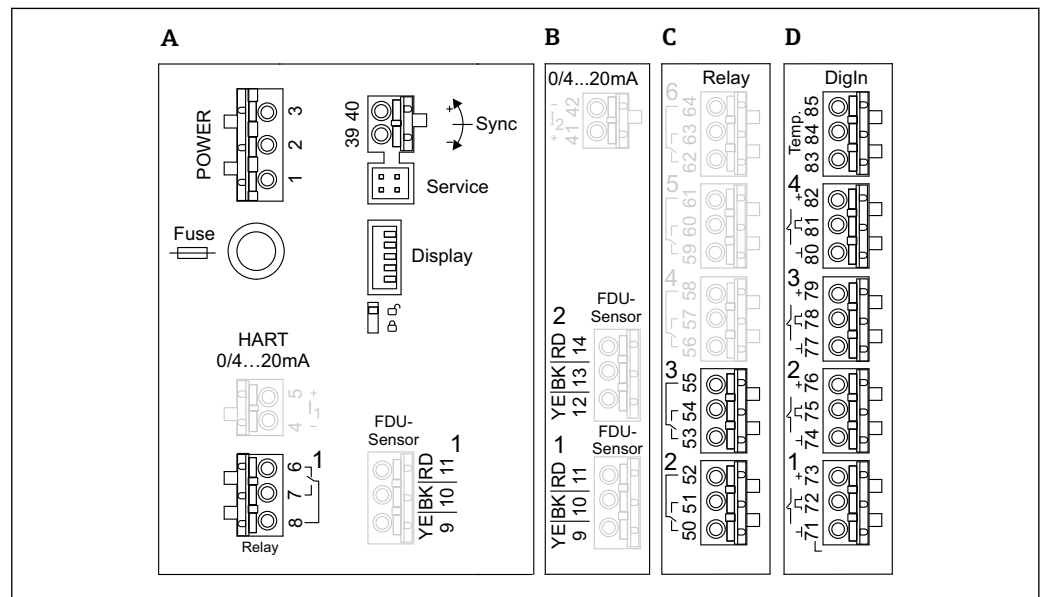 A
POWER
3
2
1
39 40
+
−
Sync
Service
Fuse
Display
HART
0/4...20mA
5
4
+
I1
−
6
7
8
1
Relay
FDU-
Sensor
1
YE|BK|RD
9 |10| 11
B
0/4...20mA
−
I2
+
41 42
FDU-
Sensor
2
YE|BK|RD
12 |13| 14
FDU-
Sensor
1
YE|BK|RD
9 |10| 11
C
Relay
6
62 63 64
5
59 60 61
4
56 57 58
3
53 54 55
2
50 51 52
D
DigIn
Temp.
83 84 85
4
80 81 82
+
3
77 78 79
+
2
74 75 76
+
1
71 72 73
+